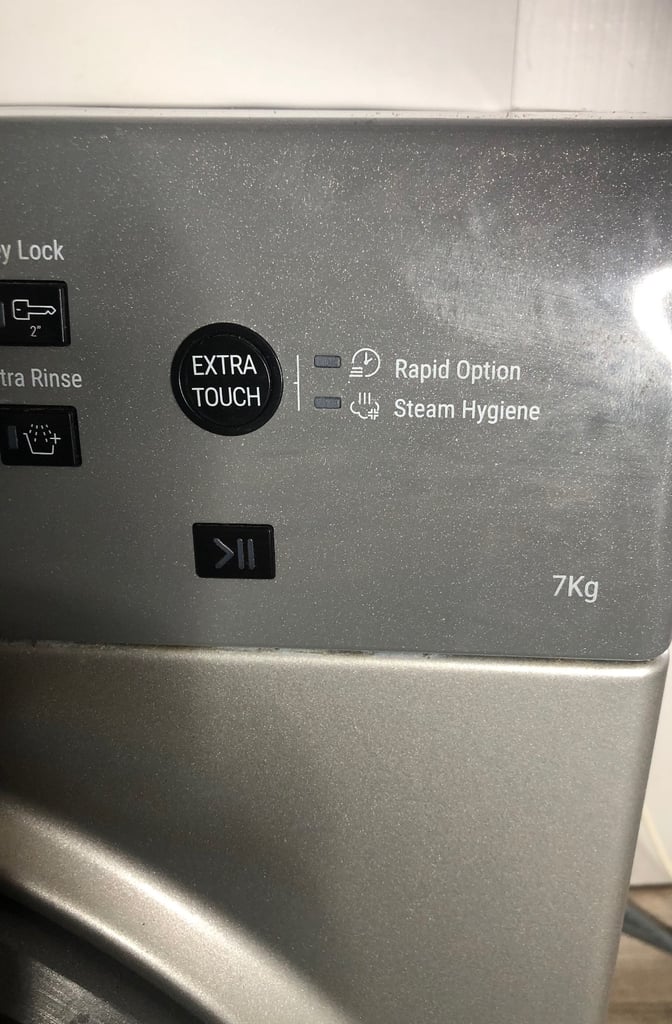 y Lock
2"
tra Rinse
EXTRA
TOUCH
Rapid Option
Steam Hygiene
7Kg